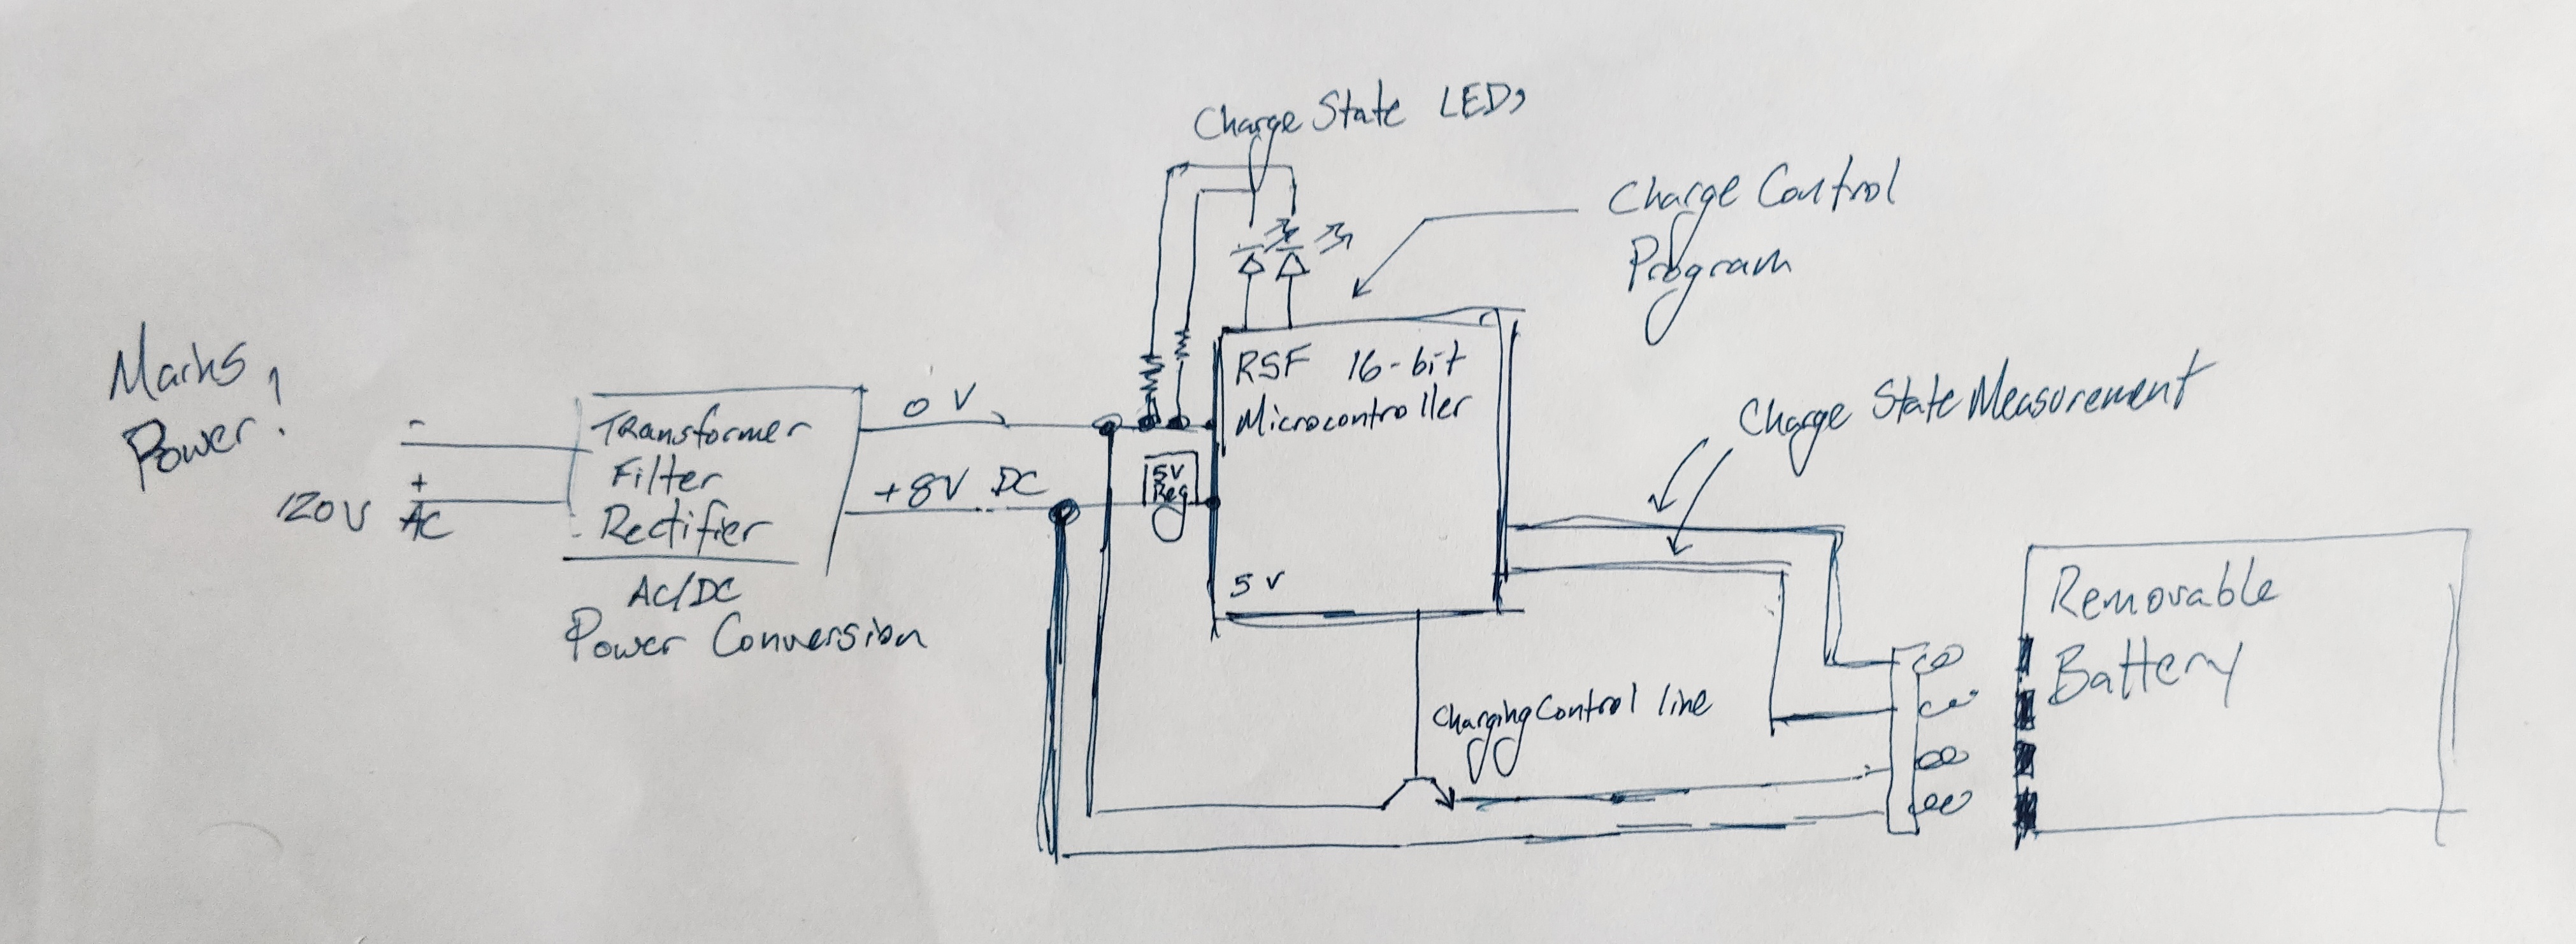 Charge State LEDs
Charge Control
Program
Marks
Power!
-
+
120V AC
Transformer
Filter
Rectifier
AC/DC
Power Conversion
0 V
+8V DC
5V
Reg
RSF 16-bit
Microcontroller
5 V
Charge State Measurement
Charging Control line
Removable
Battery